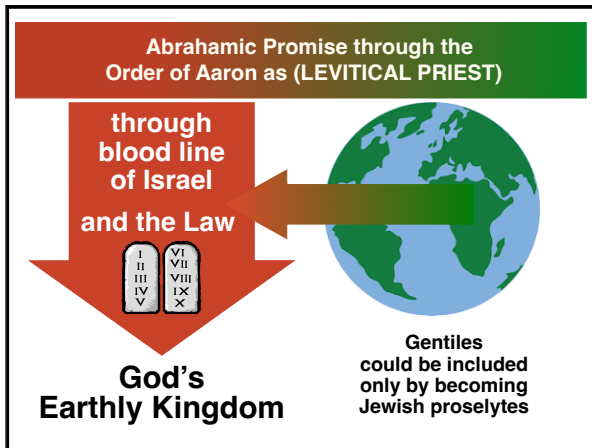 Abrahamic Promise through the
Order of Aaron as (LEVITICAL PRIEST)
through
blood line
of Israel
and the Law
I
II
III
IV
V
VI
VII
VIII
IX
X
God's
Earthly Kingdom
Gentiles
could be included
only by becoming
Jewish proselytes